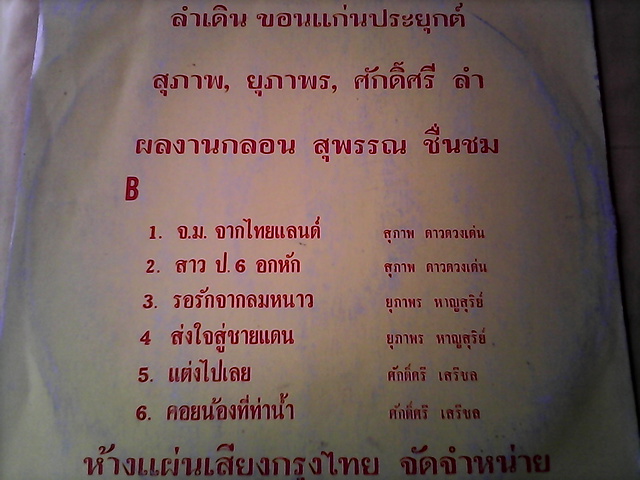 ลำเดิน ขอนแก่นประยุกต์
สุภาพ, ยุภาพร, ศักดิ์ศรี ลำ
ผลงานกลอน สุพรรณ ชื่นชม
B
1. จ.ม. จากไทยแลนด์ สุภาพ ดาวดวงเด่น
2. สาว ป.6 อกหัก สุภาพ ดาวดวงเด่น
3. รอรักจากลมหนาว ยุภาพร หาญสุริย์
4 ส่งใจสู่ชายแดน ยุภาพร หาญสุริย์
5. แต่งไปเลย ศักดิ์ศรี เสริชล
6. คอยน้องที่ท่าน้ำ ศักดิ์ศรี เสริชล
ห้างแผ่นเสียงกรุงไทย จัดจำหน่าย